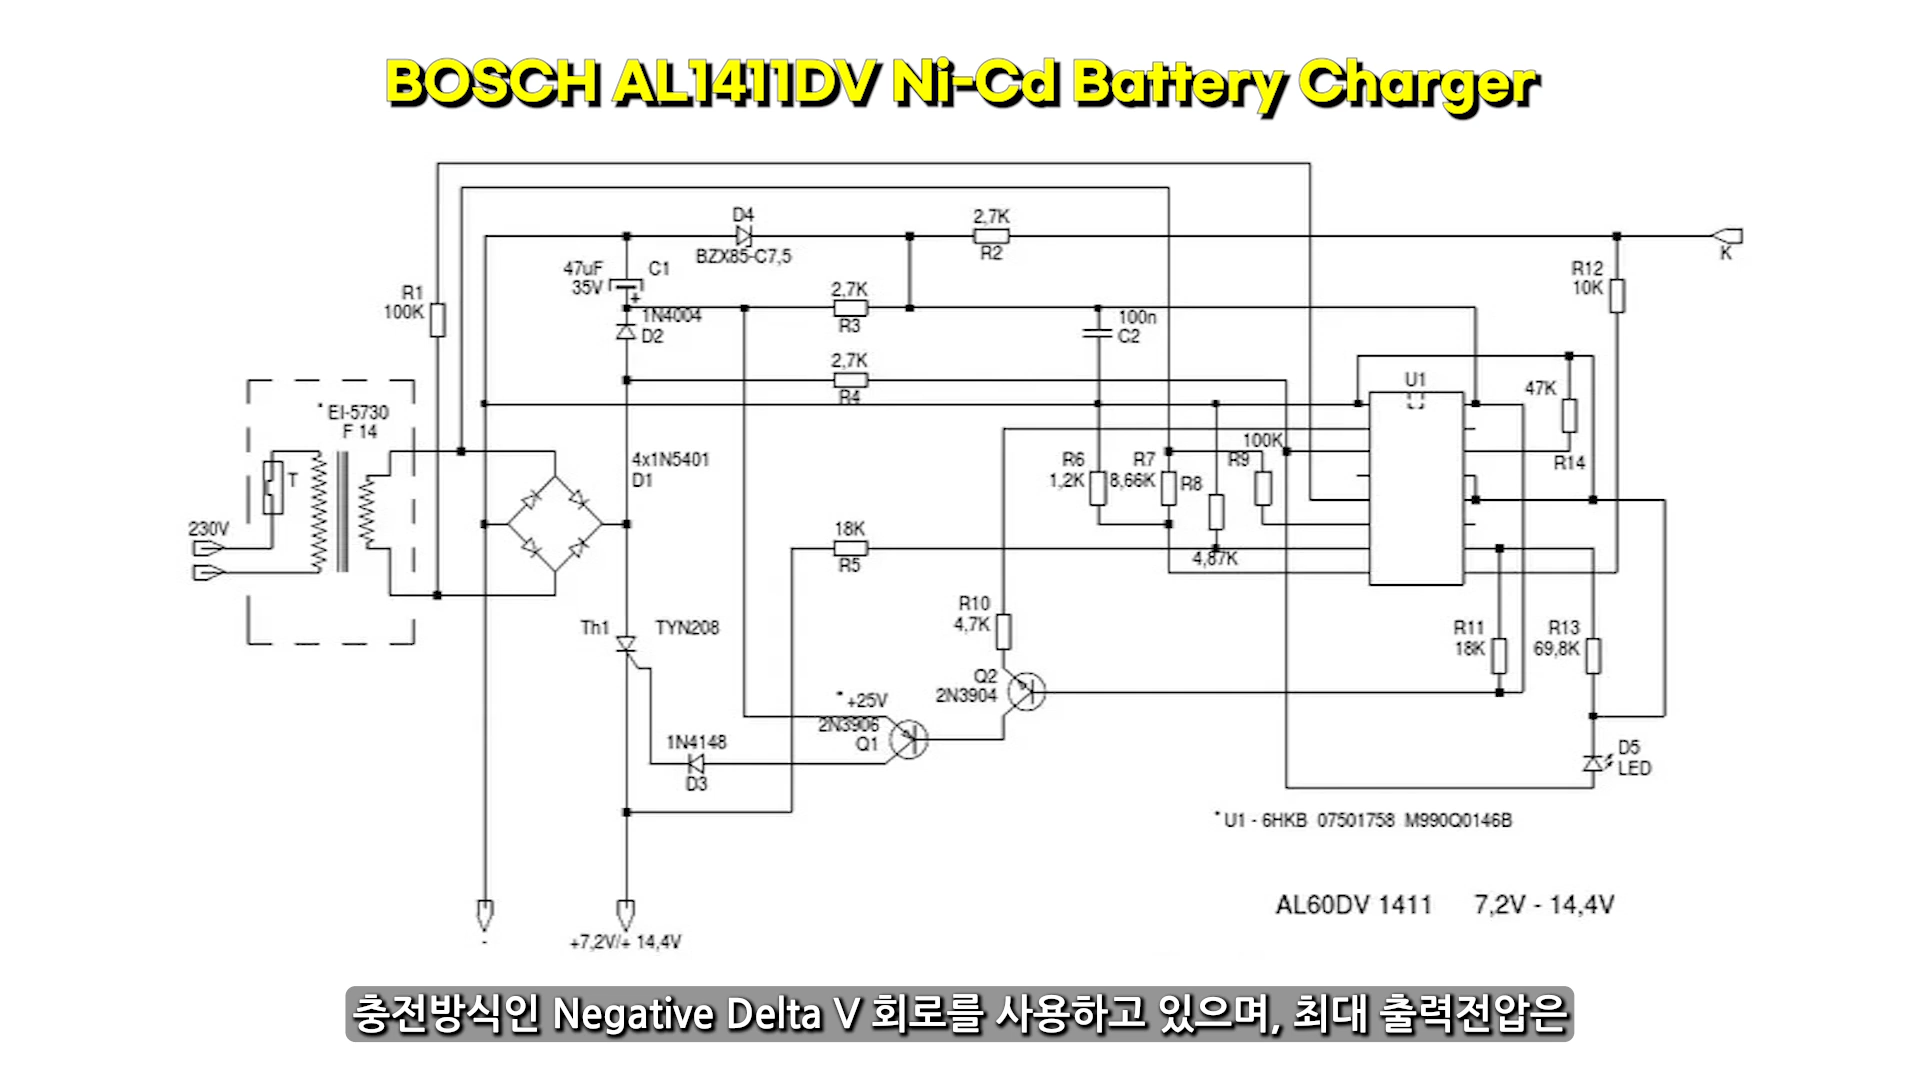 BOSCH AL1411DV Ni-Cd Battery Charger
D4
BZX85-C7,5
2,7K
R2
K
47uF
35V
C1
+
1N4004
D2
2,7K
R3
2,7K
R4
100n
C2
R12
10K
R1
100K
* EI-5730
F 14
T
230V
4x1N5401
D1
U1
47K
R14
100K
R9
R6
1,2K
R7
8,66K
R8
4,87K
18K
R5
Th1
TYN208
R10
4,7K
Q2
2N3904
* +25V
2N3906
Q1
1N4148
D3
R11
18K
R13
69,8K
D5
LED
* U1 - 6HKB 07501758 M990Q0146B
AL60DV 1411 7,2V - 14,4V
-
+7,2V/+ 14,4V
충전방식인 Negative Delta V 회로를 사용하고 있으며, 최대 출력전압은